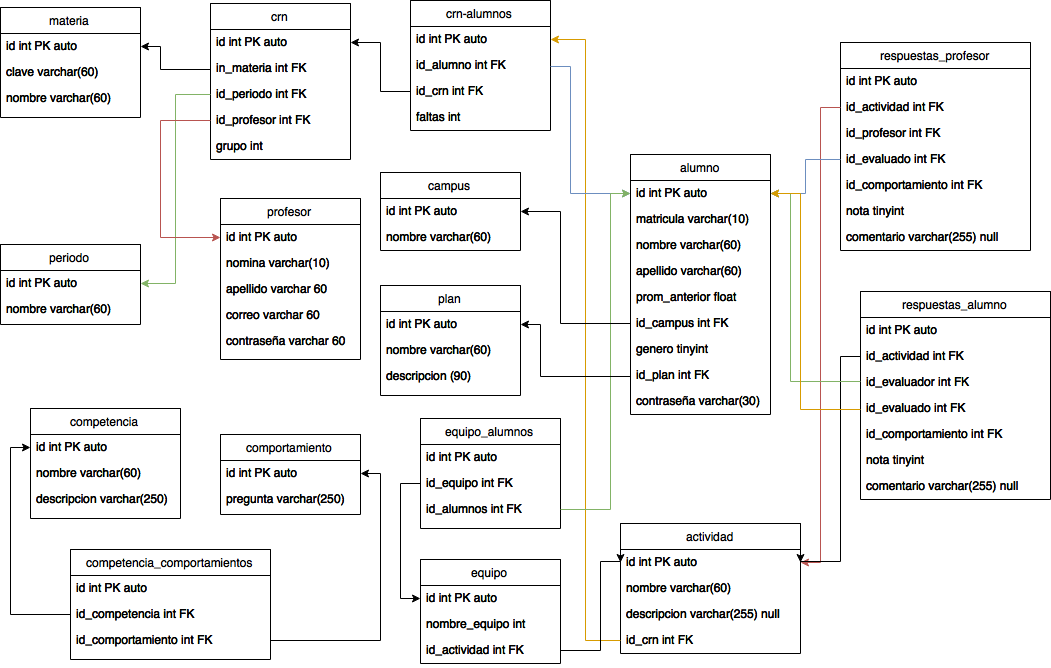 materia
id int PK auto
clave varchar(60)
nombre varchar(60)
crn
id int PK auto
in_materia int FK
id_periodo int FK
id_profesor int FK
grupo int
crn-alumnos
id int PK auto
id_alumno int FK
id_crn int FK
faltas int
respuestas_profesor
id int PK auto
id_actividad int FK
id_profesor int FK
id_evaluado int FK
id_comportamiento int FK
nota tinyint
comentario varchar(255) null
alumno
id int PK auto
matricula varchar(10)
nombre varchar(60)
apellido varchar(60)
prom_anterior float
id_campus int FK
genero tinyint
id_plan int FK
contraseña varchar(30)
campus
id int PK auto
nombre varchar(60)
profesor
id int PK auto
nomina varchar(10)
apellido varchar 60
correo varchar 60
contraseña varchar 60
periodo
id int PK auto
nombre varchar(60)
plan
id int PK auto
nombre varchar(60)
descripcion (90)
respuestas_alumno
id int PK auto
id_actividad int FK
id_evaluador int FK
id_evaluado int FK
id_comportamiento int FK
nota tinyint
comentario varchar(255) null
competencia
id int PK auto
nombre varchar(60)
descripcion varchar(250)
comportamiento
id int PK auto
pregunta varchar(250)
equipo_alumnos
id int PK auto
id_equipo int FK
id_alumnos int FK
actividad
id int PK auto
nombre varchar(60)
descripcion varchar(255) null
id_crn int FK
competencia_comportamientos
id int PK auto
id_competencia int FK
id_comportamiento int FK
equipo
id int PK auto
nombre_equipo int
id_actividad int FK